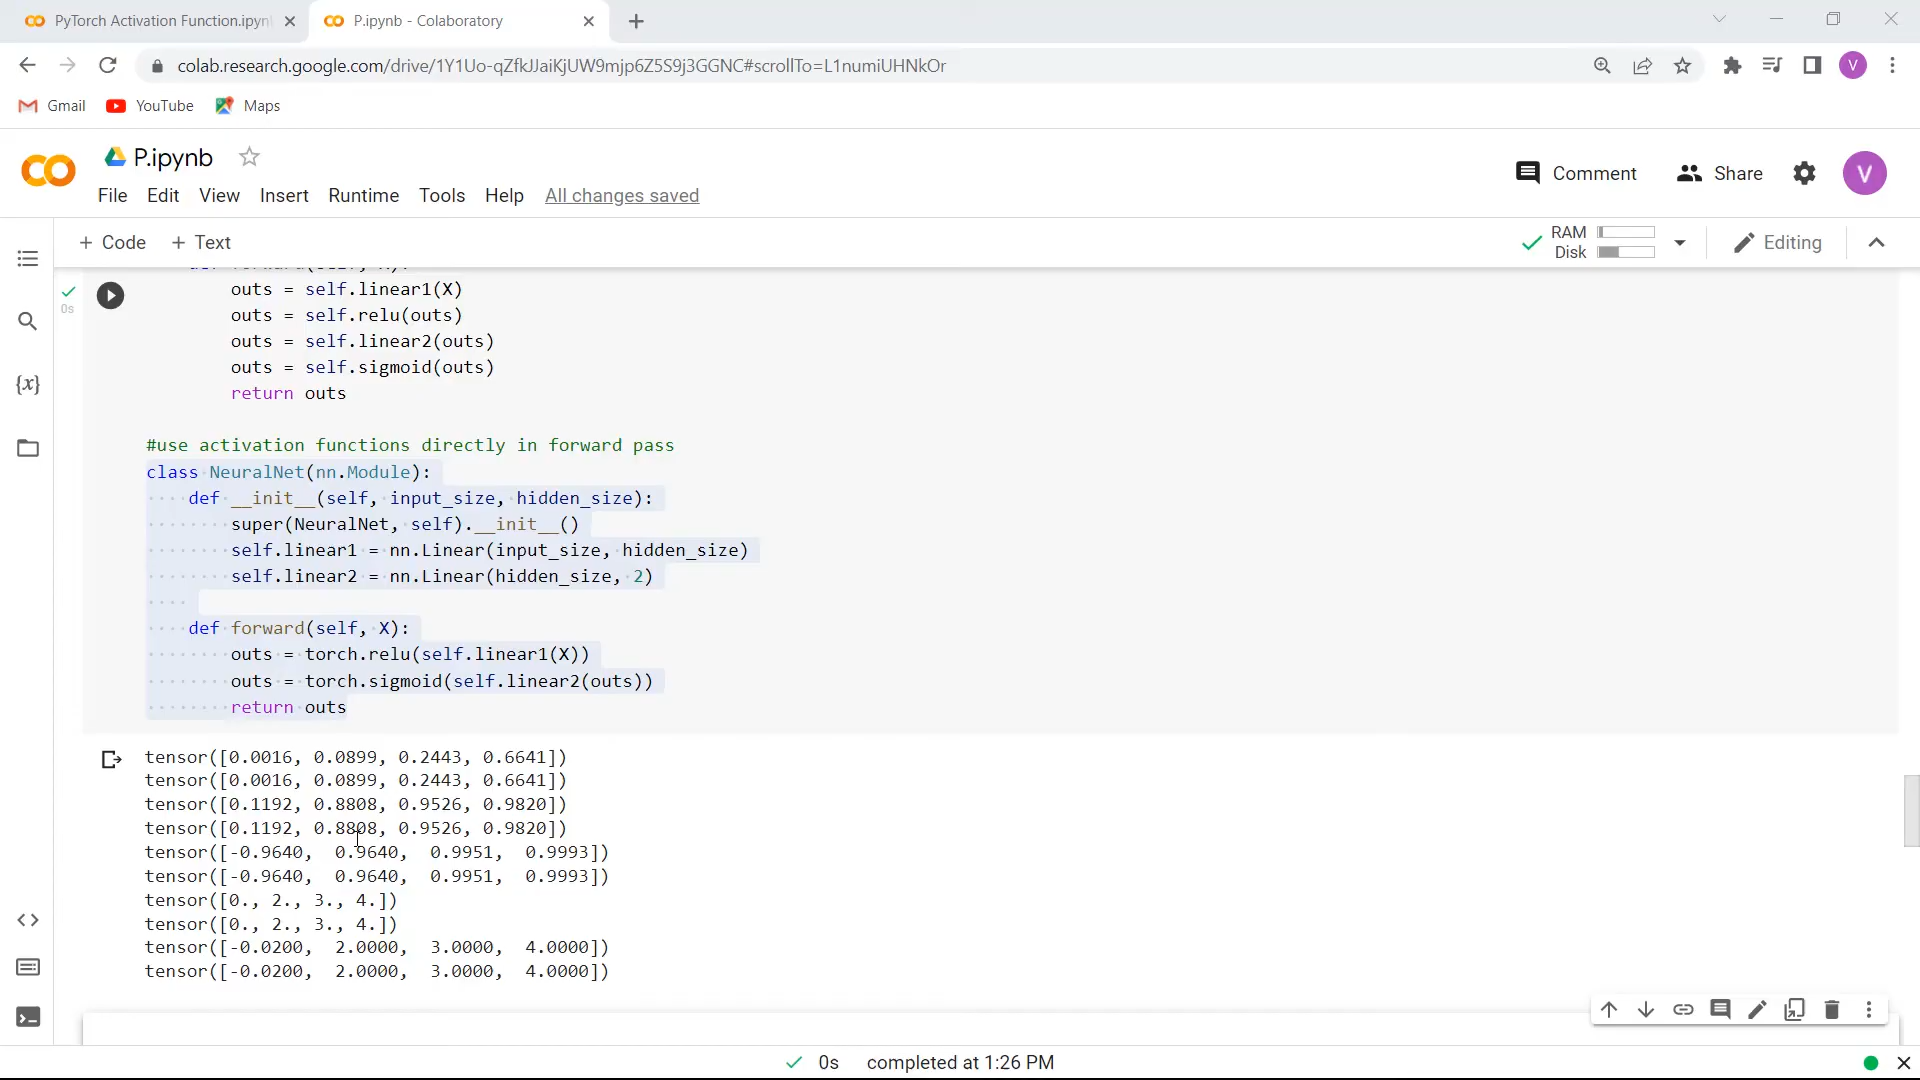 PyTorch Activation Function.ipyn
P.ipynb - Colaboratory
colab.research.google.com/drive/1Y1Uo-qZfkJJaiKjUW9mjp6Z5S9j3GGNC#scrollTo=L1numiUHNkOr
V
Gmail YouTube Maps
P.ipynb
Comment Share V
File Edit View Insert Runtime Tools Help All changes saved
+ Code + Text
RAM
Disk
Editing
def forward(self, X):
0s
outs = self.linear1(X)
outs = self.relu(outs)
outs = self.linear2(outs)
outs = self.sigmoid(outs)
return outs
#use activation functions directly in forward pass
class NeuralNet(nn.Module):
def __init__(self, input_size, hidden_size):
super(NeuralNet, self).__init__()
self.linear1 = nn.Linear(input_size, hidden_size)
self.linear2 = nn.Linear(hidden_size, 2)
def forward(self, X):
outs = torch.relu(self.linear1(X))
outs = torch.sigmoid(self.linear2(outs))
return outs
tensor([0.0016, 0.0899, 0.2443, 0.6641])
tensor([0.0016, 0.0899, 0.2443, 0.6641])
tensor([0.1192, 0.8808, 0.9526, 0.9820])
tensor([0.1192, 0.8808, 0.9526, 0.9820])
tensor([-0.9640, 0.9640, 0.9951, 0.9993])
tensor([-0.9640, 0.9640, 0.9951, 0.9993])
tensor([0., 2., 3., 4.])
tensor([0., 2., 3., 4.])
tensor([-0.0200, 2.0000, 3.0000, 4.0000])
tensor([-0.0200, 2.0000, 3.0000, 4.0000])
0s completed at 1:26 PM